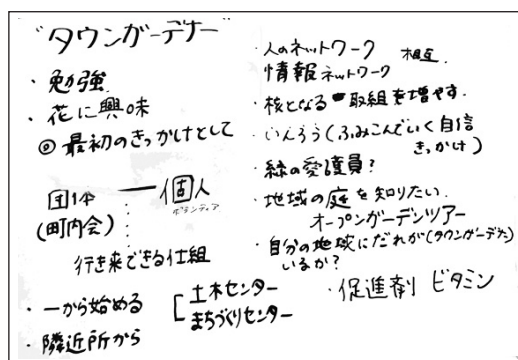 "タウンガーデナー"
・勉強
・花に興味
◎最初のきっかけとして
団体 ― 個人
ボランティア
(町内会)
行き来できる仕組
・一から始める
・隣近所から
[土木センター
まちづくりセンター
・人のネットワーク 相互
情報ネットワーク
・核となる取組を増やす.
・いんろう(ふみこんでいく自信
きっかけ)
・緑の愛護員?
・地域の庭を知りたい.
オープンガーデンツアー
・自分の地域にだれが(タウンガーデナー)
いるか?
・促進剤 ビタミン